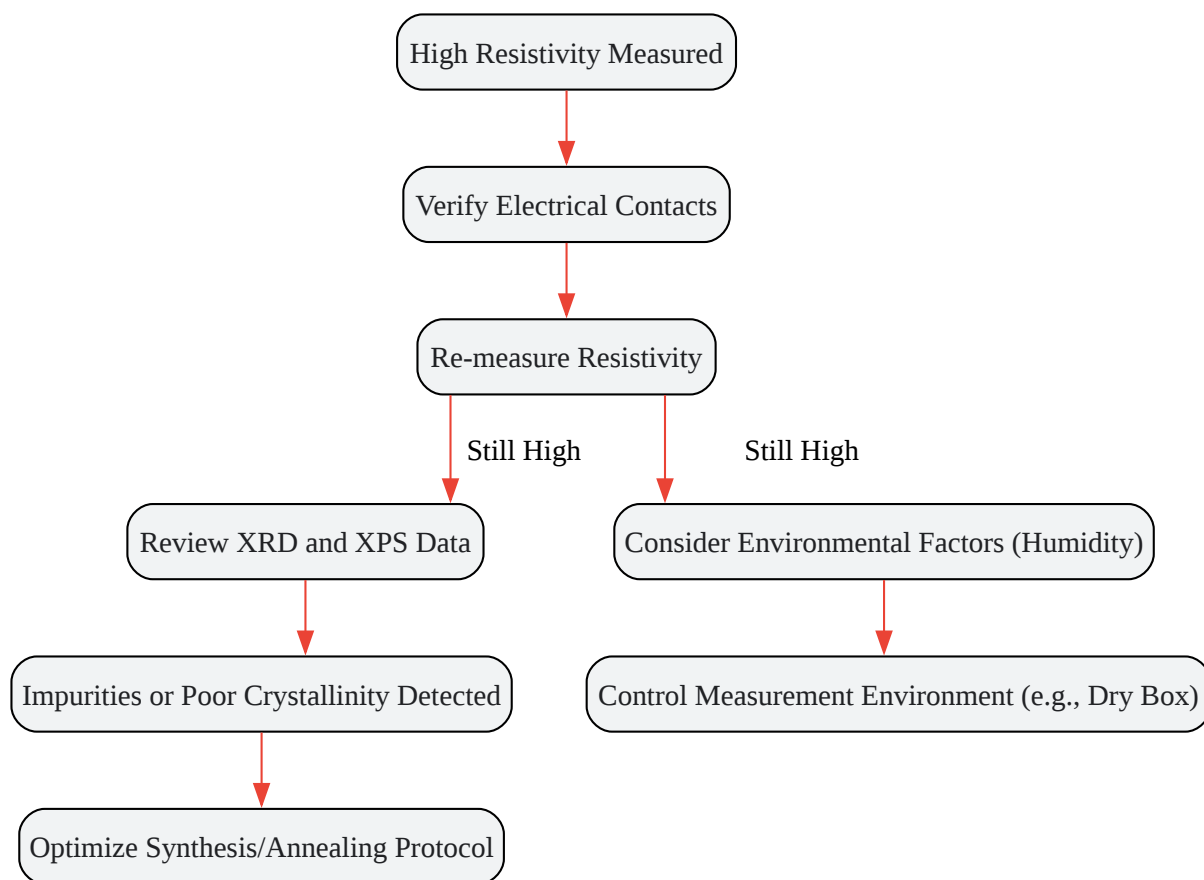 High Resistivity Measured
Verify Electrical Contacts
Re-measure Resistivity
Still High
Still High
Review XRD and XPS Data
Consider Environmental Factors (Humidity)
Impurities or Poor Crystallinity Detected
Control Measurement Environment (e.g., Dry Box)
Optimize Synthesis/Annealing Protocol